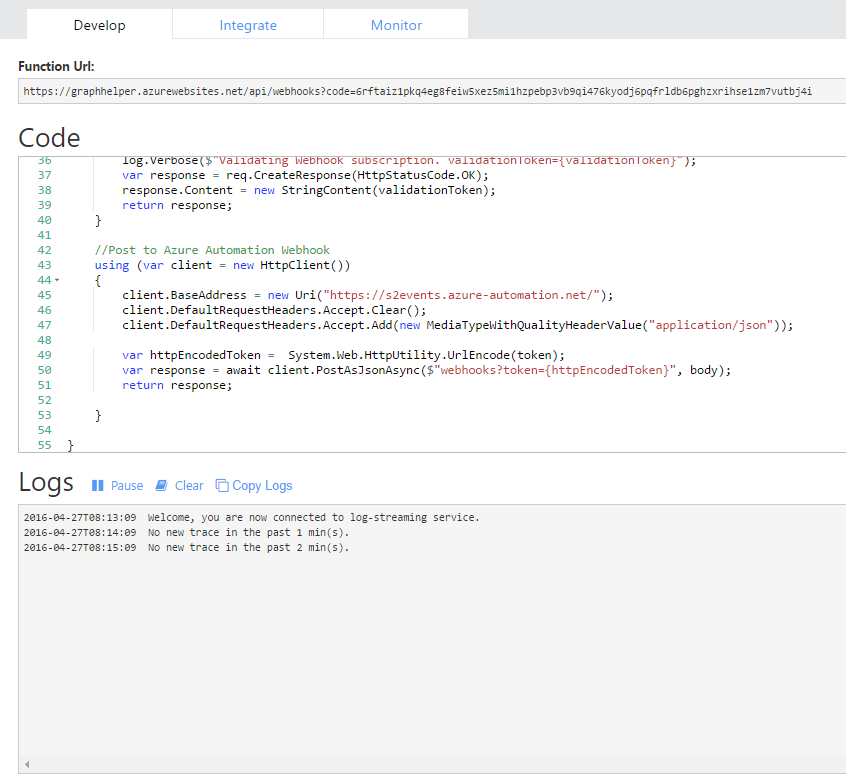 Develop Integrate Monitor
Function Url:
https://graphhelper.azurewebsites.net/api/webhooks?code=6rftaiz1pkq4eg8feiw5xez5mi1hzpebp3vb9qi476kyodj6pqfrldb6pghzxrihse1zm7vutbj4i
Code
36 log.Verbose($"Validating Webhook subscription. validationToken={validationToken}");
37 var response = req.CreateResponse(HttpStatusCode.OK);
38 response.Content = new StringContent(validationToken);
39 return response;
40 }
41
42 //Post to Azure Automation Webhook
43 using (var client = new HttpClient())
44 {
45 client.BaseAddress = new Uri("https://s2events.azure-automation.net/");
46 client.DefaultRequestHeaders.Accept.Clear();
47 client.DefaultRequestHeaders.Accept.Add(new MediaTypeWithQualityHeaderValue("application/json"));
48
49 var httpEncodedToken =  System.Web.HttpUtility.UrlEncode(token);
50 var response = await client.PostAsJsonAsync($"webhooks?token={httpEncodedToken}", body);
51 return response;
52
53 }
54
55 }
Logs Pause Clear Copy Logs
2016-04-27T08:13:09 Welcome, you are now connected to log-streaming service.
2016-04-27T08:14:09 No new trace in the past 1 min(s).
2016-04-27T08:15:09 No new trace in the past 2 min(s).